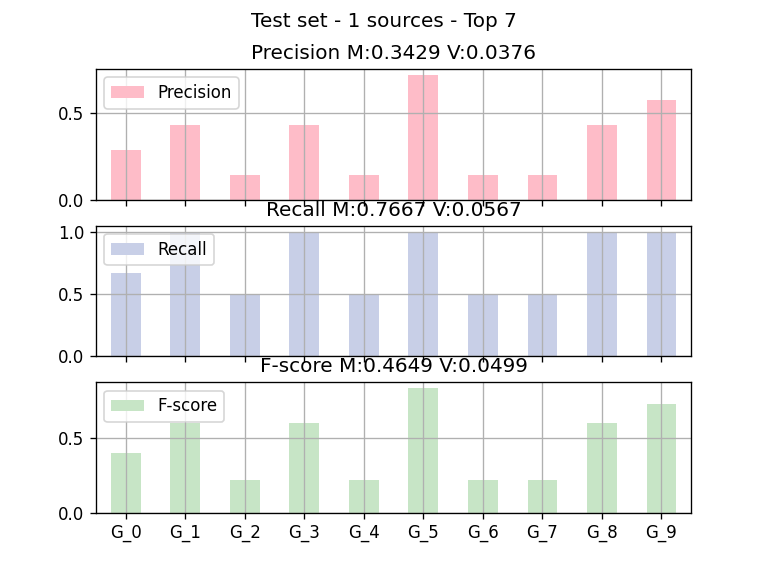 Test set - 1 sources - Top 7
Precision M:0.3429 V:0.0376
Precision
0.5
0.0
Recall M:0.7667 V:0.0567
1.0
Recall
0.5
0.0
F-score M:0.4649 V:0.0499
F-score
0.5
0.0
G_0 G_1 G_2 G_3 G_4 G_5 G_6 G_7 G_8 G_9